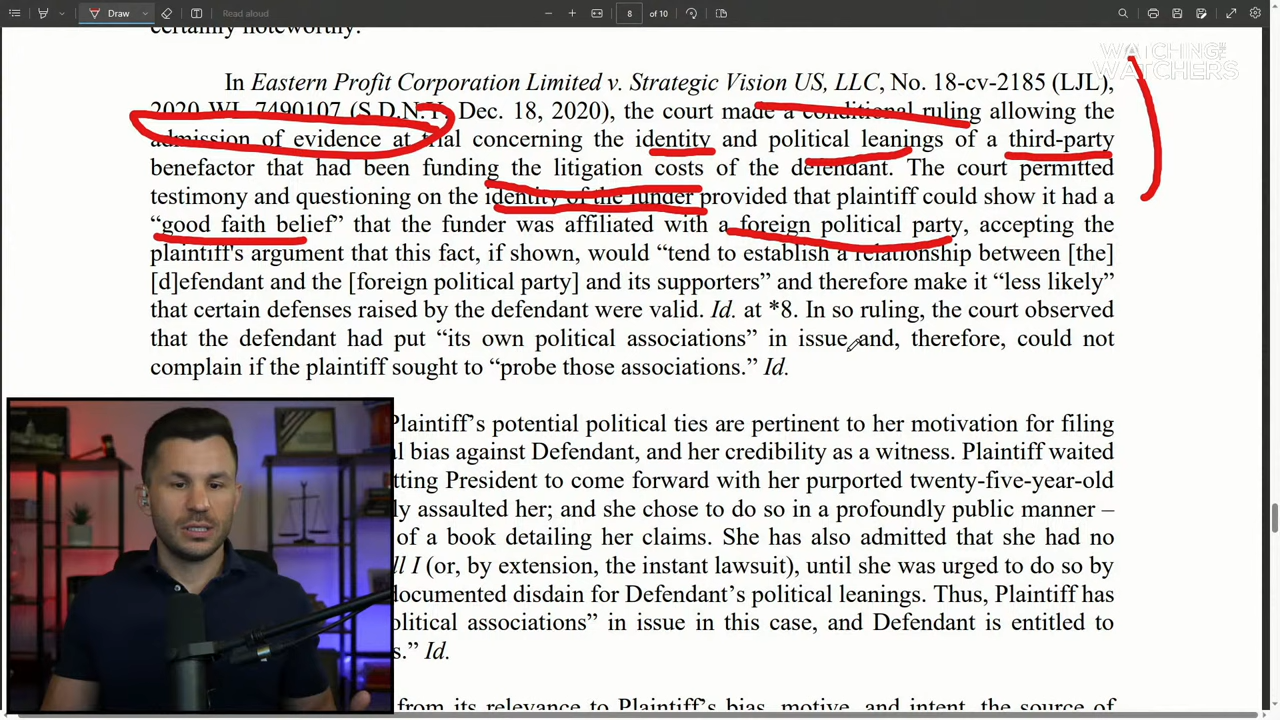 Draw
Read aloud
8
of 10
certainly noteworthy.
WATCHING THE
WATCHERS
In Eastern Profit Corporation Limited v. Strategic Vision US, LLC, No. 18-cv-2185 (LJL),
2020 WL 7490107 (S.D.N.Y. Dec. 18, 2020), the court made a conditional ruling allowing the
admission of evidence at trial concerning the identity and political leanings of a third-party
benefactor that had been funding the litigation costs of the defendant. The court permitted
testimony and questioning on the identity of the funder provided that plaintiff could show it had a
“good faith belief” that the funder was affiliated with a foreign political party, accepting the
plaintiff's argument that this fact, if shown, would “tend to establish a relationship between [the]
[d]efendant and the [foreign political party] and its supporters” and therefore make it “less likely”
that certain defenses raised by the defendant were valid. Id. at *8. In so ruling, the court observed
that the defendant had put “its own political associations” in issue and, therefore, could not
complain if the plaintiff sought to “probe those associations.” Id.
Plaintiff’s potential political ties are pertinent to her motivation for filing
bias against Defendant, and her credibility as a witness. Plaintiff waited
President to come forward with her purported twenty-five-year-old
assaulted her; and she chose to do so in a profoundly public manner –
of a book detailing her claims. She has also admitted that she had no
I (or, by extension, the instant lawsuit), until she was urged to do so by
documented disdain for Defendant’s political leanings. Thus, Plaintiff has
associations” in issue in this case, and Defendant is entitled to
Id.
from its relevance to Plaintiff’s bias, motive, and intent, the source of